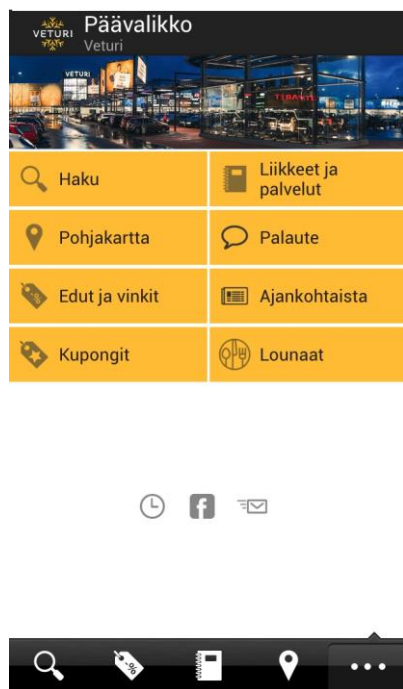 VETURI
Päävalikko
Veturi
VETURI
Haku
Liikkeet ja
palvelut
Pohjakartta
Palaute
Edut ja vinkit
Ajankohtaista
Kupongit
Lounaat